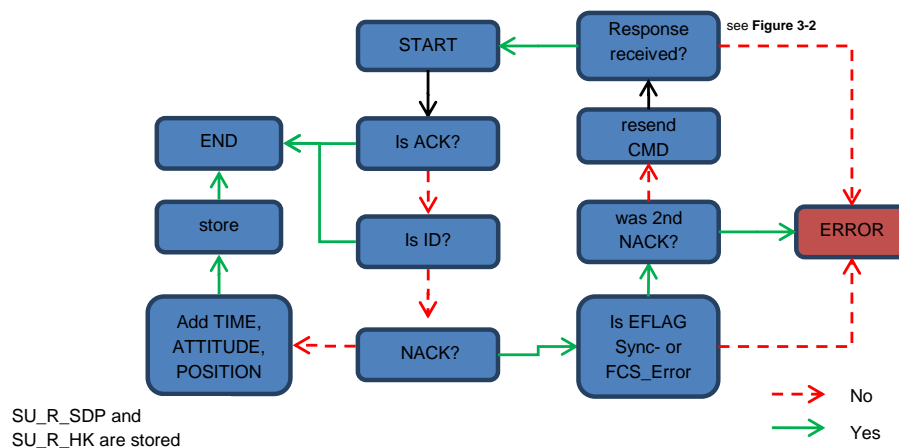 START
Response
received?
see Figure 3-2
END
Is ACK?
resend
CMD
store
Is ID?
was 2nd
NACK?
ERROR
Add TIME,
ATTITUDE,
POSITION
NACK?
Is EFLAG
Sync- or
FCS_Error
No
Yes
SU_R_SDP and
SU_R_HK are stored